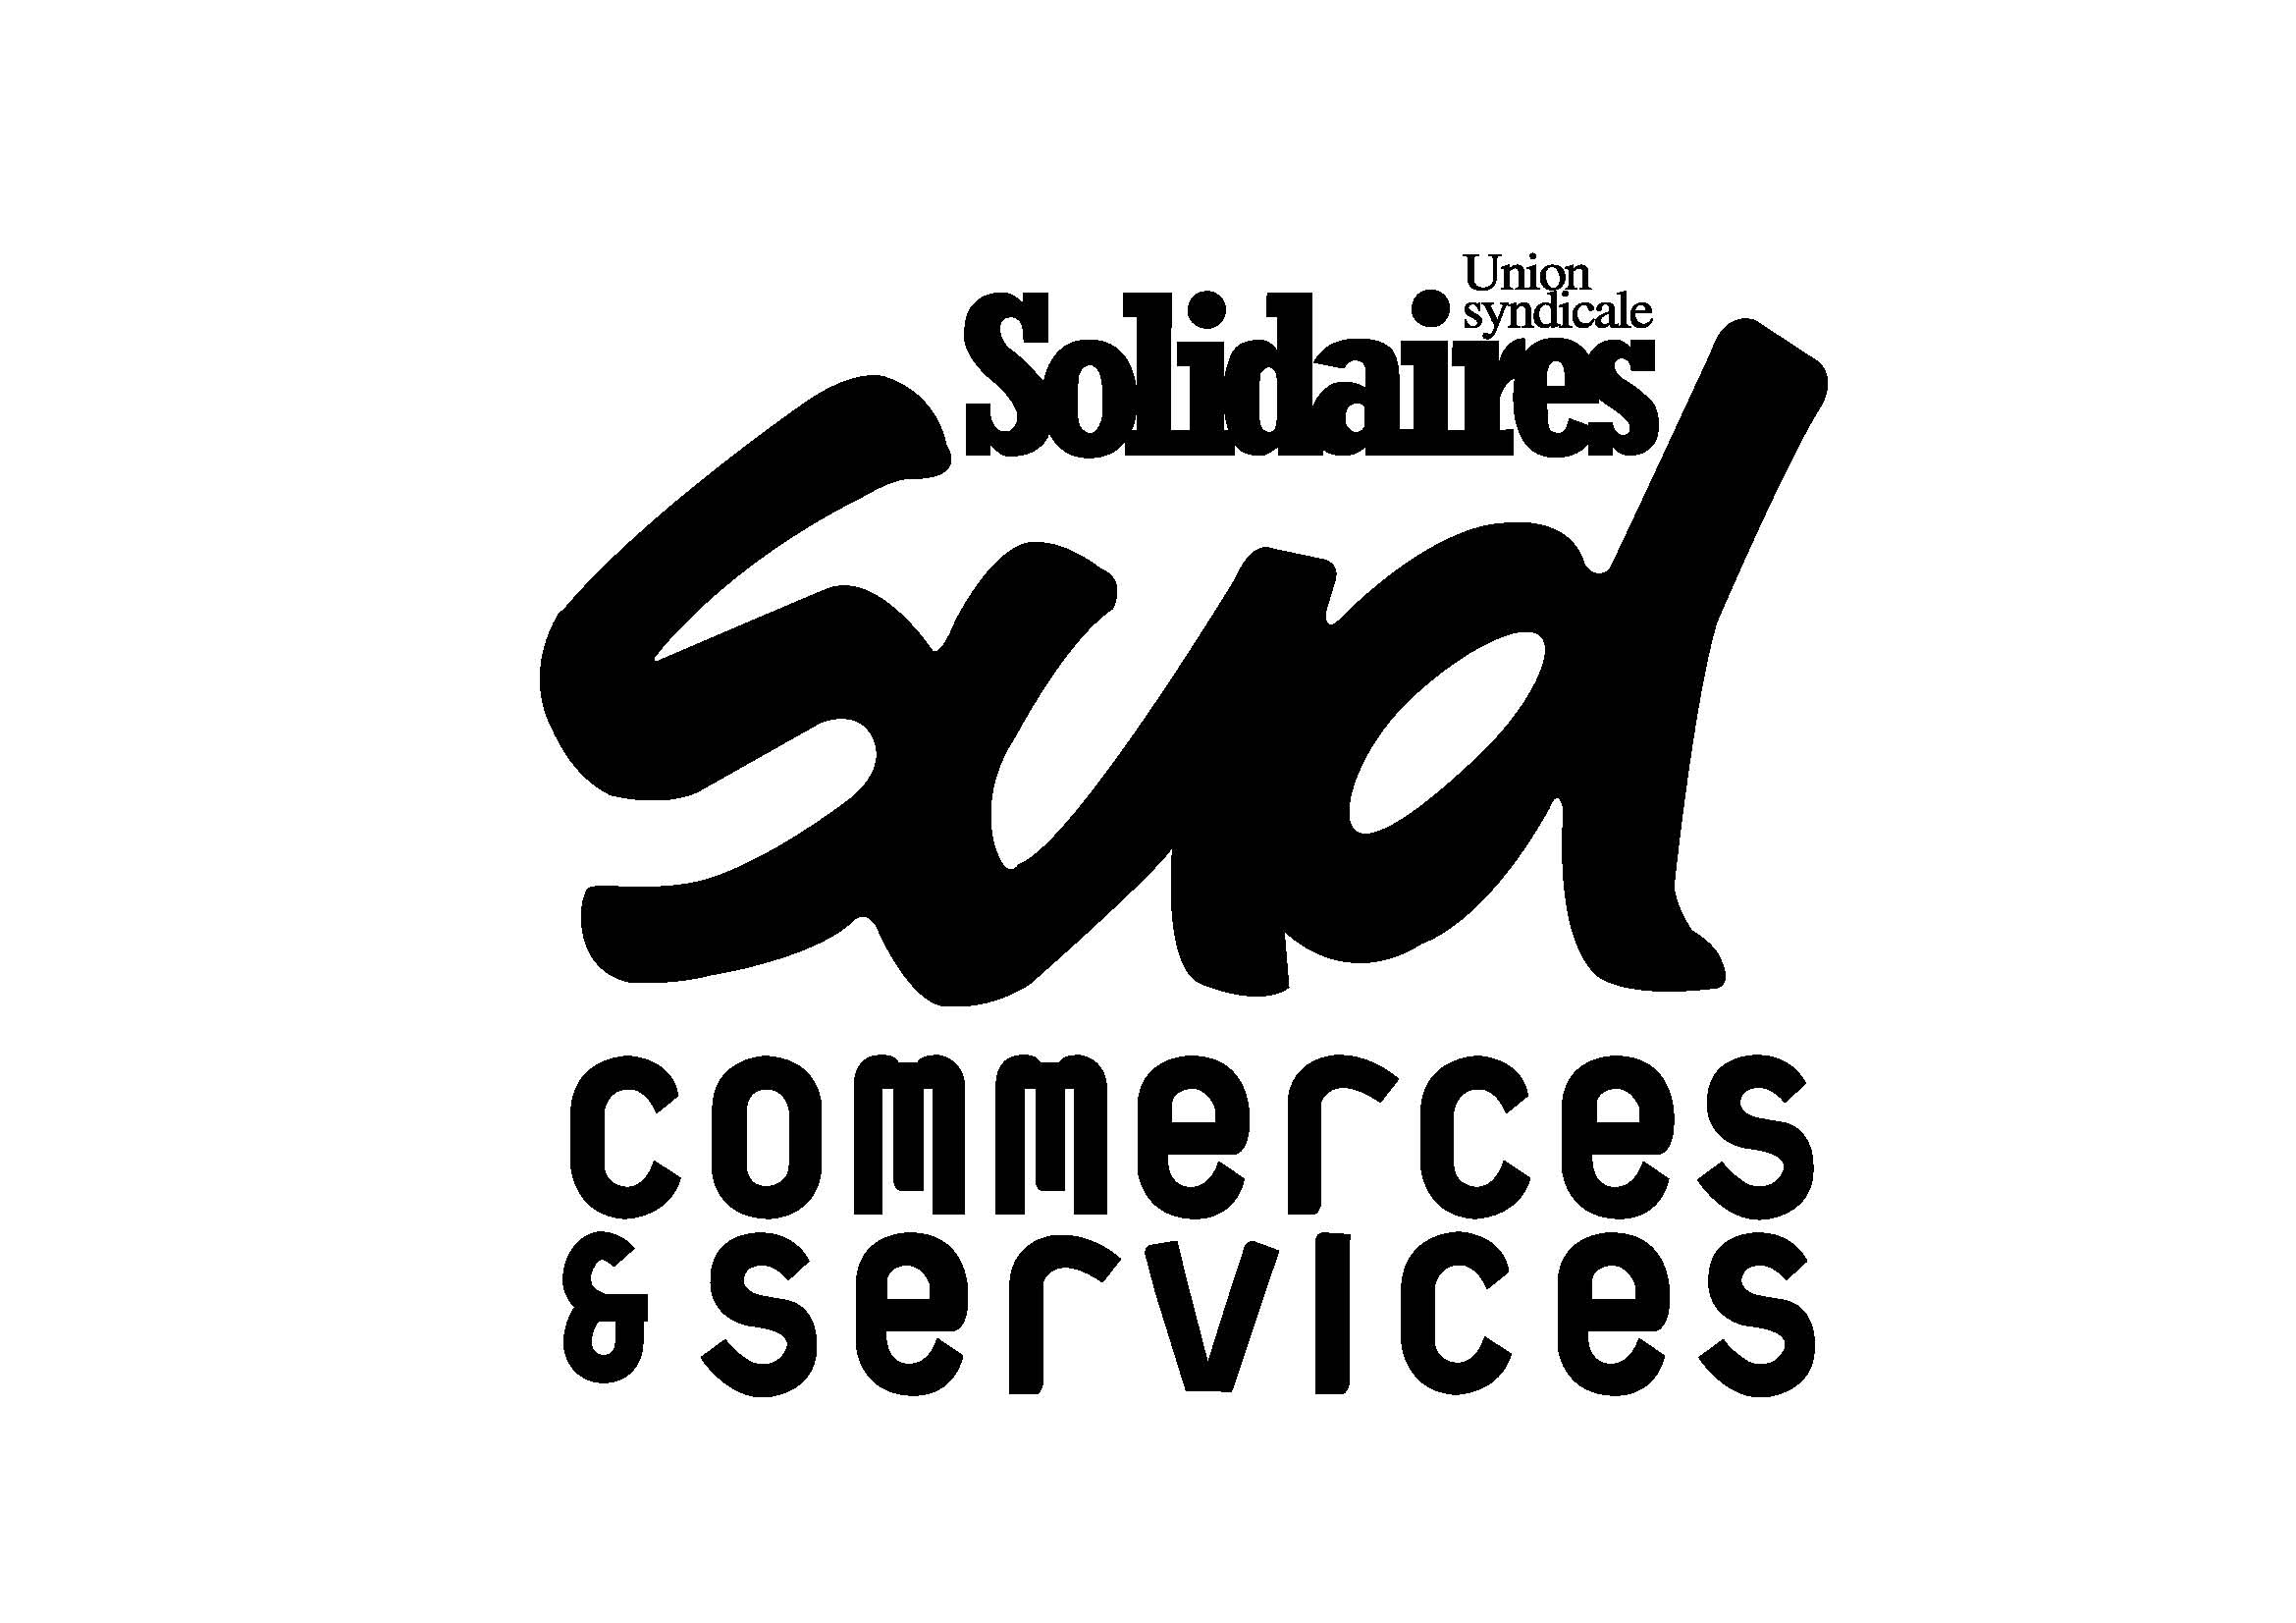 Union
syndicale
Solidaires
Sud
commerces
& services